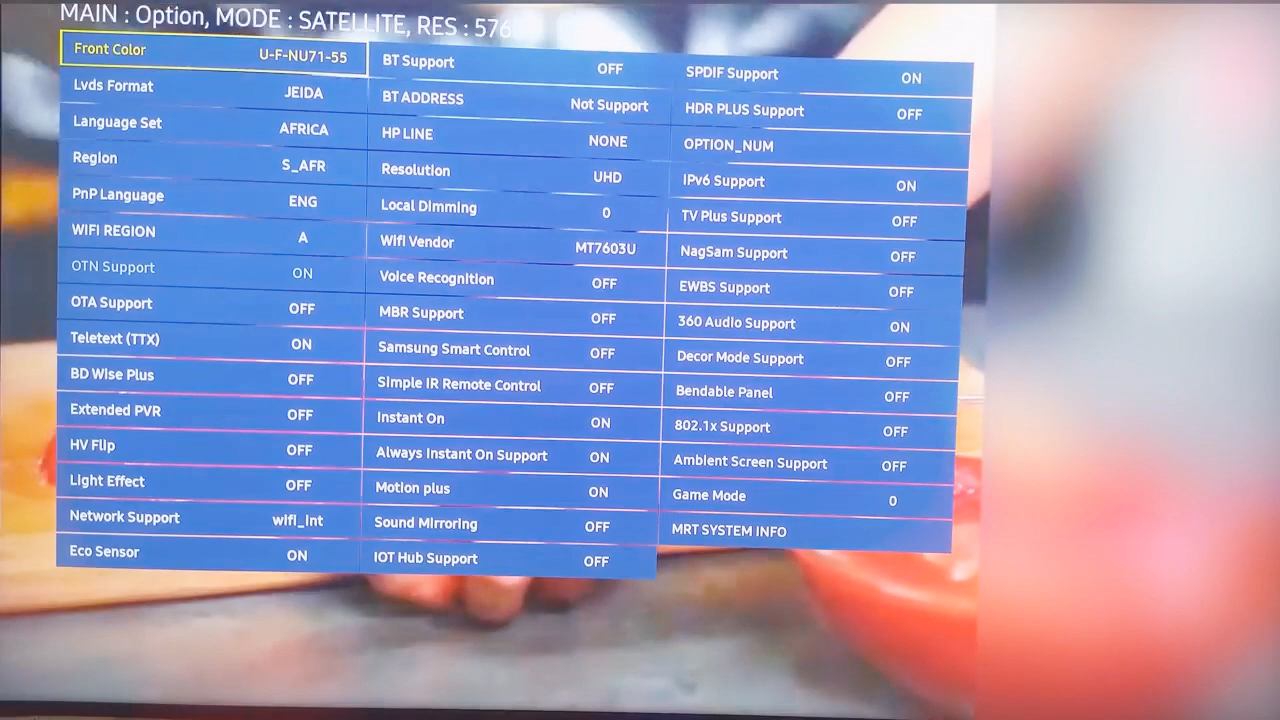 MAIN : Option, MODE : SATELLITE, RES : 576
Front Color U-F-NU71-55
Lvds Format JEIDA
Language Set AFRICA
Region S_AFR
PnP Language ENG
WIFI REGION A
OTN Support ON
OTA Support OFF
Teletext (TTX) ON
BD Wise Plus OFF
Extended PVR OFF
HV Flip OFF
Light Effect OFF
Network Support wifi_int
Eco Sensor ON
BT Support OFF
BT ADDRESS Not Support
HP LINE NONE
Resolution UHD
Local Dimming 0
Wifi Vendor MT7603U
Voice Recognition OFF
MBR Support OFF
Samsung Smart Control OFF
Simple IR Remote Control OFF
Instant On ON
Always Instant On Support ON
Motion plus ON
Sound Mirroring OFF
IOT Hub Support OFF
SPDIF Support ON
HDR PLUS Support OFF
OPTION_NUM
IPv6 Support ON
TV Plus Support OFF
NagSam Support OFF
EWBS Support OFF
360 Audio Support ON
Decor Mode Support OFF
Bendable Panel OFF
802.1x Support OFF
Ambient Screen Support OFF
Game Mode 0
MRT SYSTEM INFO